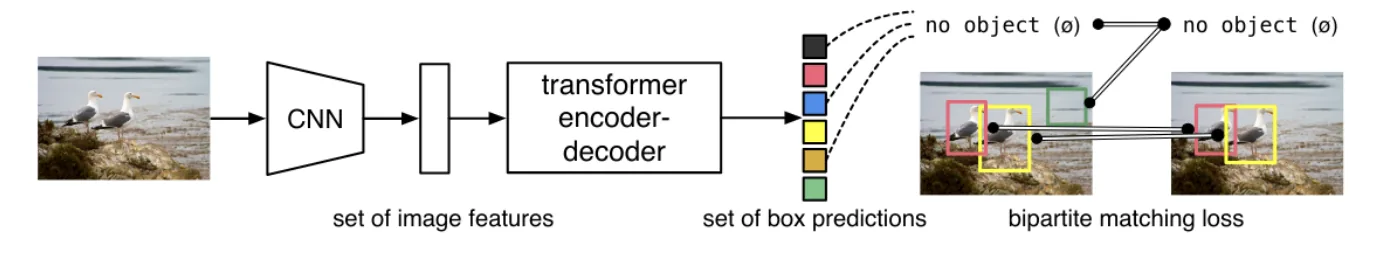 no object (ø)
no object (ø)
CNN
transformer
encoder-
decoder
set of image features
set of box predictions
bipartite matching loss